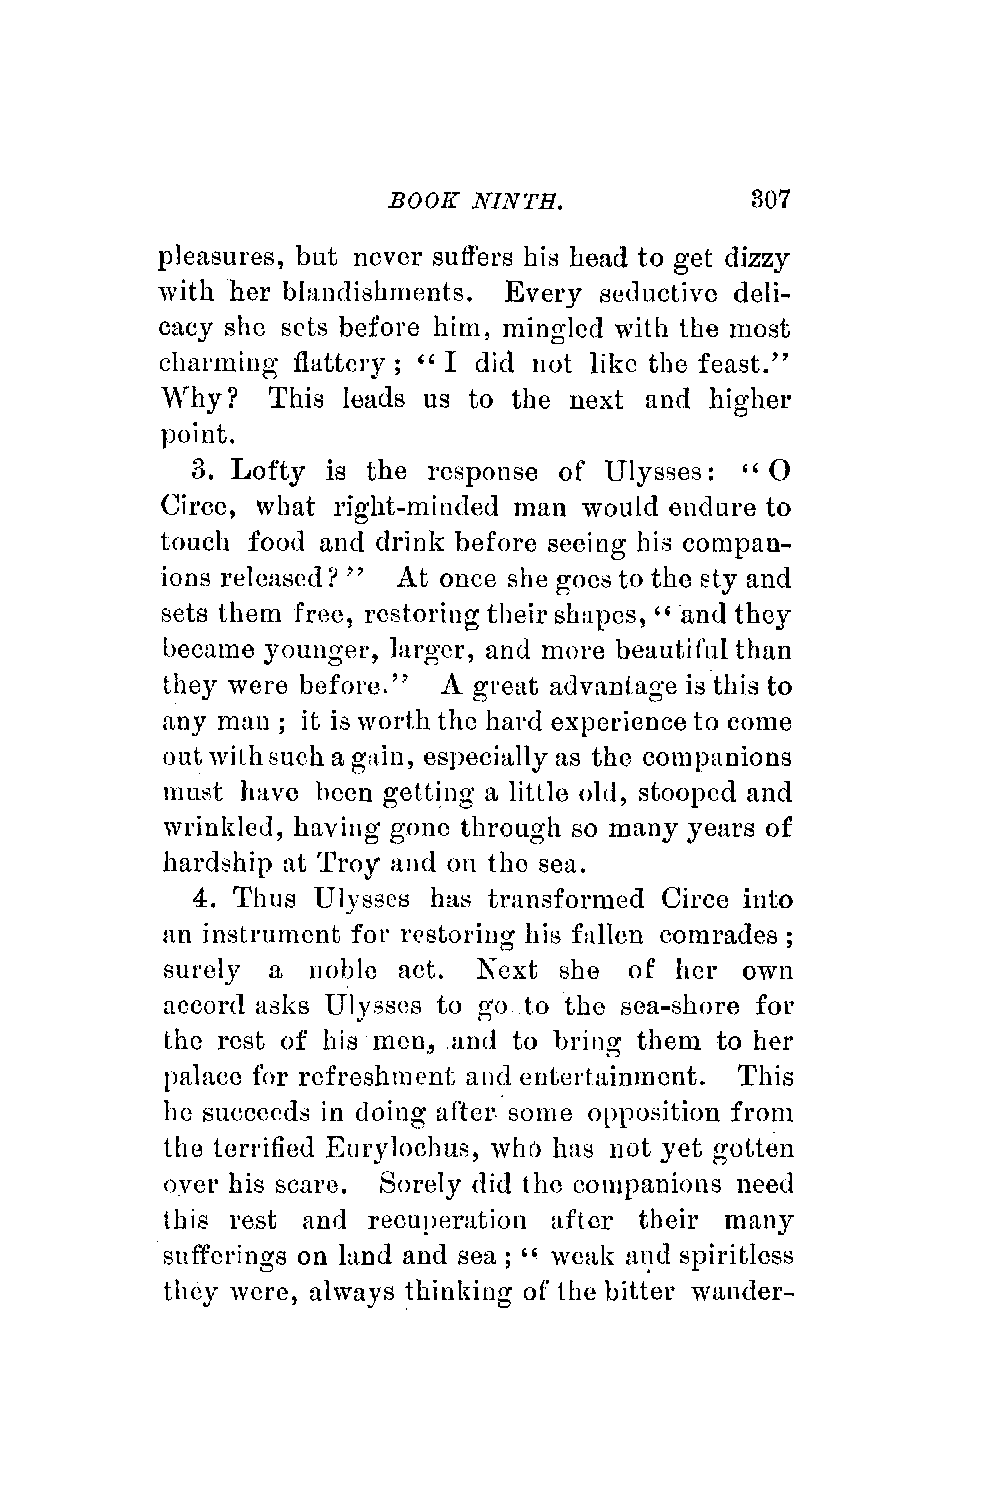 BOOK NINTH. 307
pleasures, but never suffers his head to get dizzy
with her blandishments. Every seductive deli-
cacy she sets before him, mingled with the most
charming flattery ; “ I did not like the feast.”
Why? This leads us to the next and higher
point.
3. Lofty is the response of Ulysses: “ O
Circe, what right-minded man would endure to
touch food and drink before seeing his compan-
ions released? ” At once she goes to the sty and
sets them free, restoring their shapes, “ and they
became younger, larger, and more beautiful than
they were before.” A great advantage is this to
any man ; it is worth the hard experience to come
out with such a gain, especially as the companions
must have been getting a little old, stooped and
wrinkled, having gone through so many years of
hardship at Troy and on the sea.
4. Thus Ulysses has transformed Circe into
an instrument for restoring his fallen comrades ;
surely a noble act. Next she of her own
accord asks Ulysses to go to the sea-shore for
the rest of his men, and to bring them to her
palace for refreshment and entertainment. This
he succeeds in doing after some opposition from
the terrified Eurylochus, who has not yet gotten
over his scare. Sorely did the companions need
this rest and recuperation after their many
sufferings on land and sea ; “ weak and spiritless
they were, always thinking of the bitter wander-